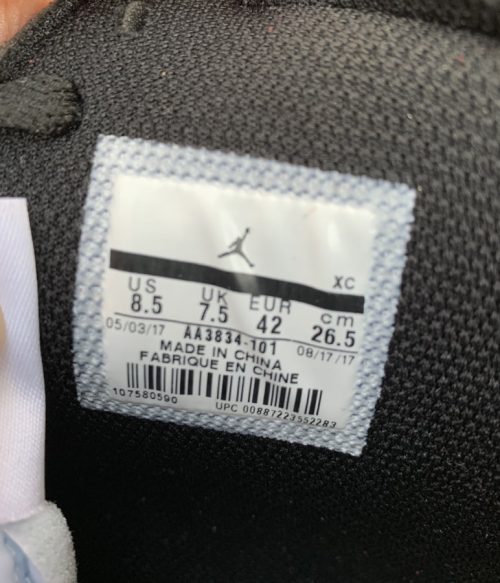 XC
US UK EUR cm
8.5 7.5 42 26.5
05/03/17 AA3834-101 08/17/17
MADE IN CHINA
FABRIQUE EN CHINE
107580590
UPC 00887223552283